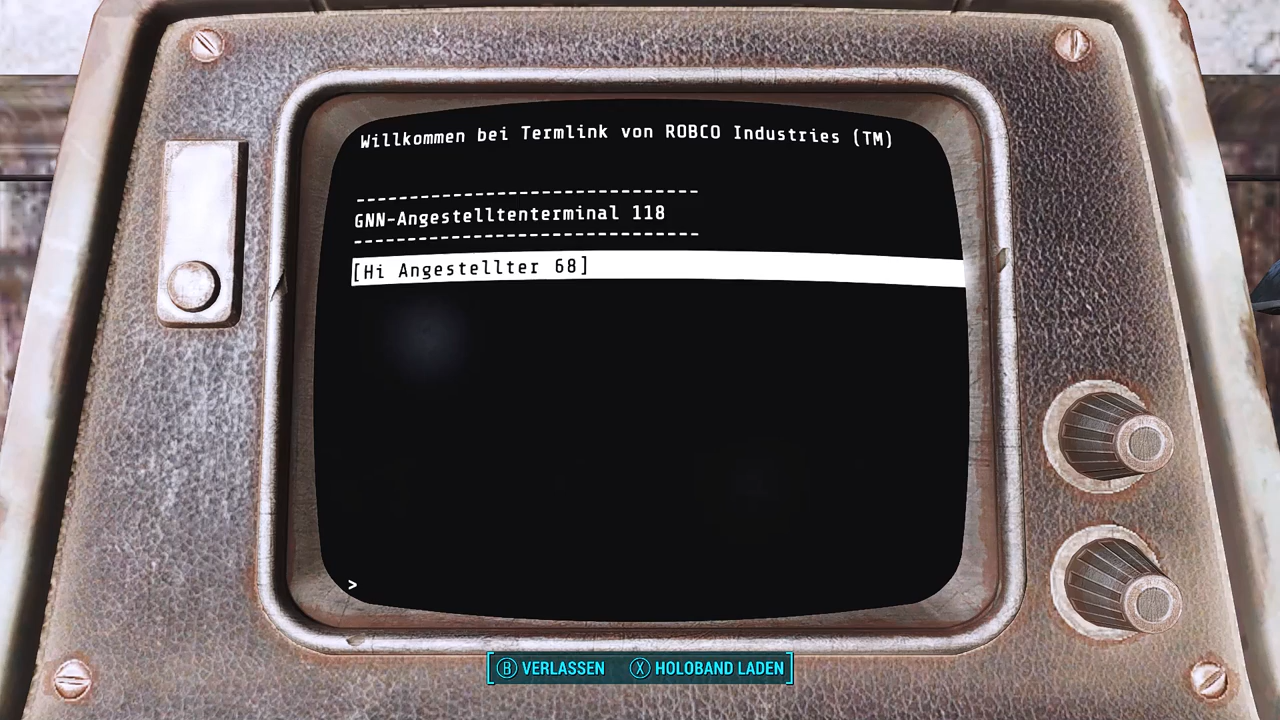 Willkommen bei Termlink von ROBCO Industries (TM)
-------------------------------
GNN-Angestelltenterminal 118
-------------------------------
[Hi Angestellter 68]
>
Ⓑ VERLASSEN Ⓧ HOLOBAND LADEN